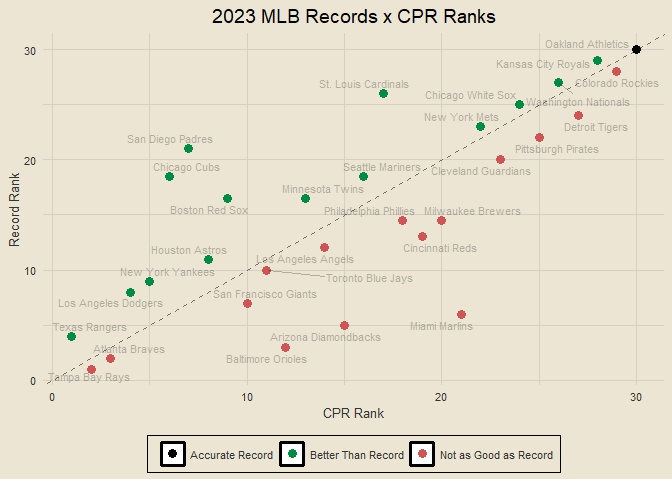 2023 MLB Records x CPR Ranks
Oakland Athletics
Kansas City Royals
Colorado Rockies
St. Louis Cardinals
Chicago White Sox
Washington Nationals
New York Mets
Detroit Tigers
San Diego Padres
Pittsburgh Pirates
Chicago Cubs
Seattle Mariners
Cleveland Guardians
Minnesota Twins
Boston Red Sox
Philadelphia Phillies
Milwaukee Brewers
Houston Astros
Cincinnati Reds
Los Angeles Angels
New York Yankees
Toronto Blue Jays
Los Angeles Dodgers
San Francisco Giants
Texas Rangers
Miami Marlins
Arizona Diamondbacks
Atlanta Braves
Baltimore Orioles
Tampa Bay Rays
Record Rank
30
20
10
0
0
10
20
30
CPR Rank
Accurate Record
Better Than Record
Not as Good as Record